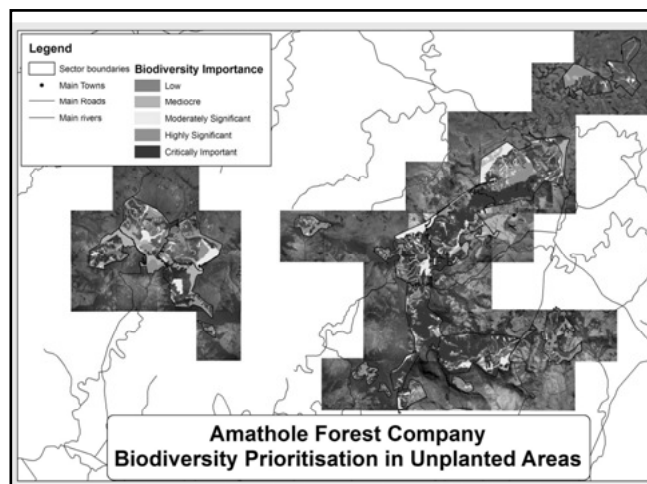 Legend
Sector boundaries
Main Towns
Main Roads
Main rivers
Biodiversity Importance
Low
Mediocre
Moderately Significant
Highly Significant
Critically Important
Amathole Forest Company
Biodiversity Prioritisation in Unplanted Areas